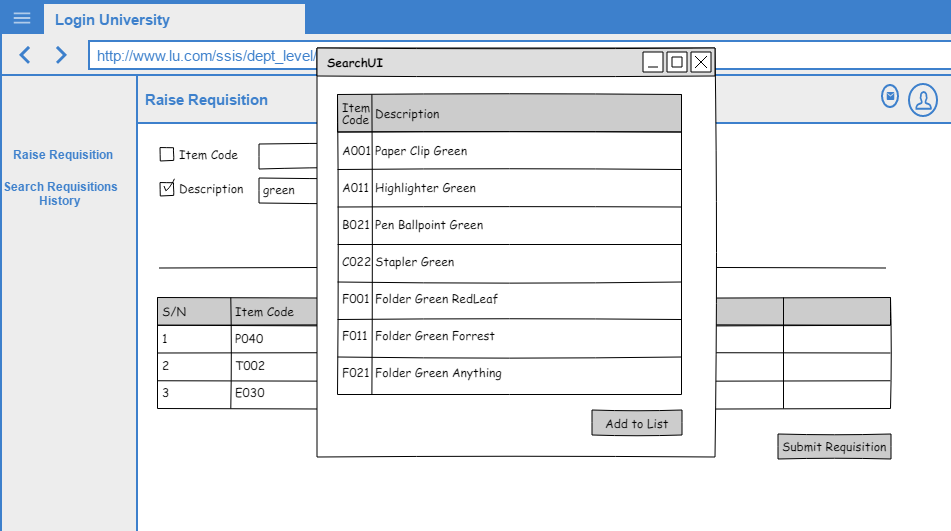 Login University
http://www.lu.com/ssis/dept_level/
SearchUI
Raise Requisition
Raise Requisition
Search Requisitions
History
Item Code
Description green
Item Code Description
A001 Paper Clip Green
A011 Highlighter Green
B021 Pen Ballpoint Green
C022 Stapler Green
F001 Folder Green RedLeaf
F011 Folder Green Forrest
F021 Folder Green Anything
Add to List
S/N Item Code
1 P040
2 T002
3 E030
Submit Requisition